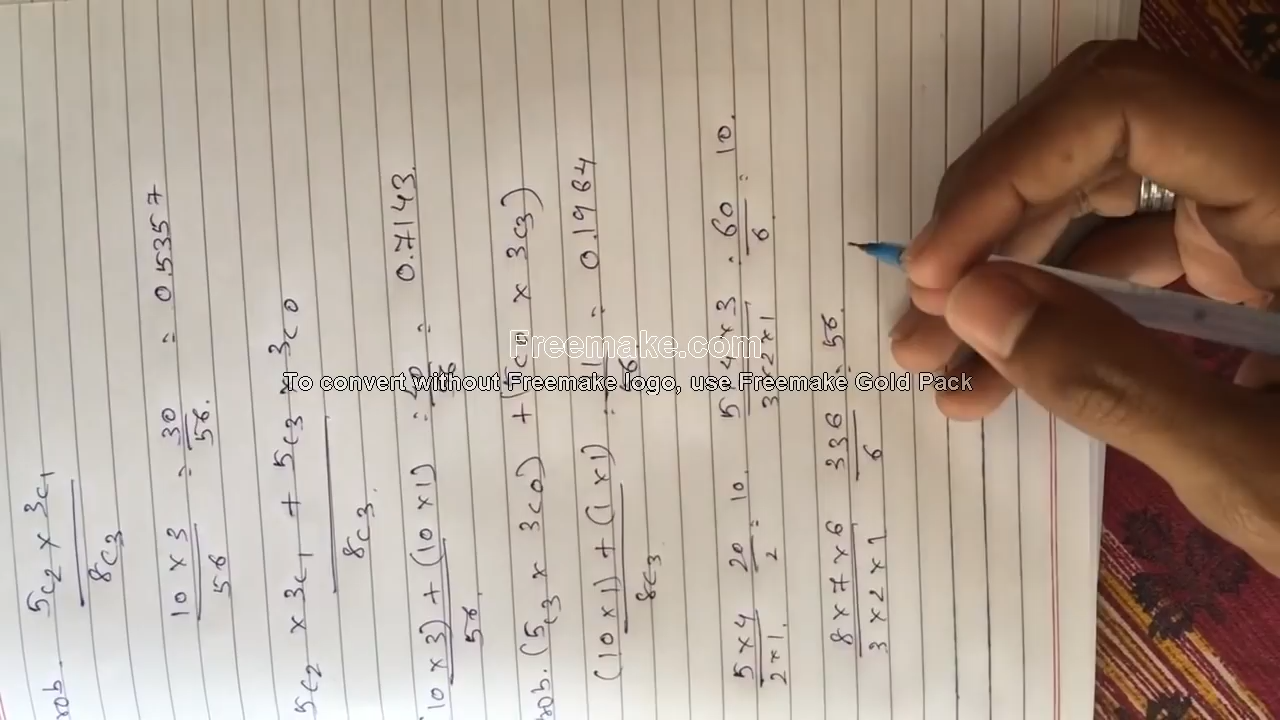 rob. 5c2 x 3c1
8c3
10 x 3 = 30 = 0.5357
56 56.
5c2 x 3c1 + 5c3 x 3c0
8c3.
(10 x 3) + (10 x 1) = = 0.7143.
56.
rob. (5c3 x 3c0) + x 3c3)
(10 x 1) + (1 x 1) = = 0.1964
8c3 56.
5 x 4 20 = 10. 5 x 4 x 3 . 60 = 10.
2 x 1. 2 3 x 2 x 1 6
8 x 7 x 6 336 = 56.
3 x 2 x 1 6
Freemake.com
To convert without Freemake logo, use Freemake Gold Pack